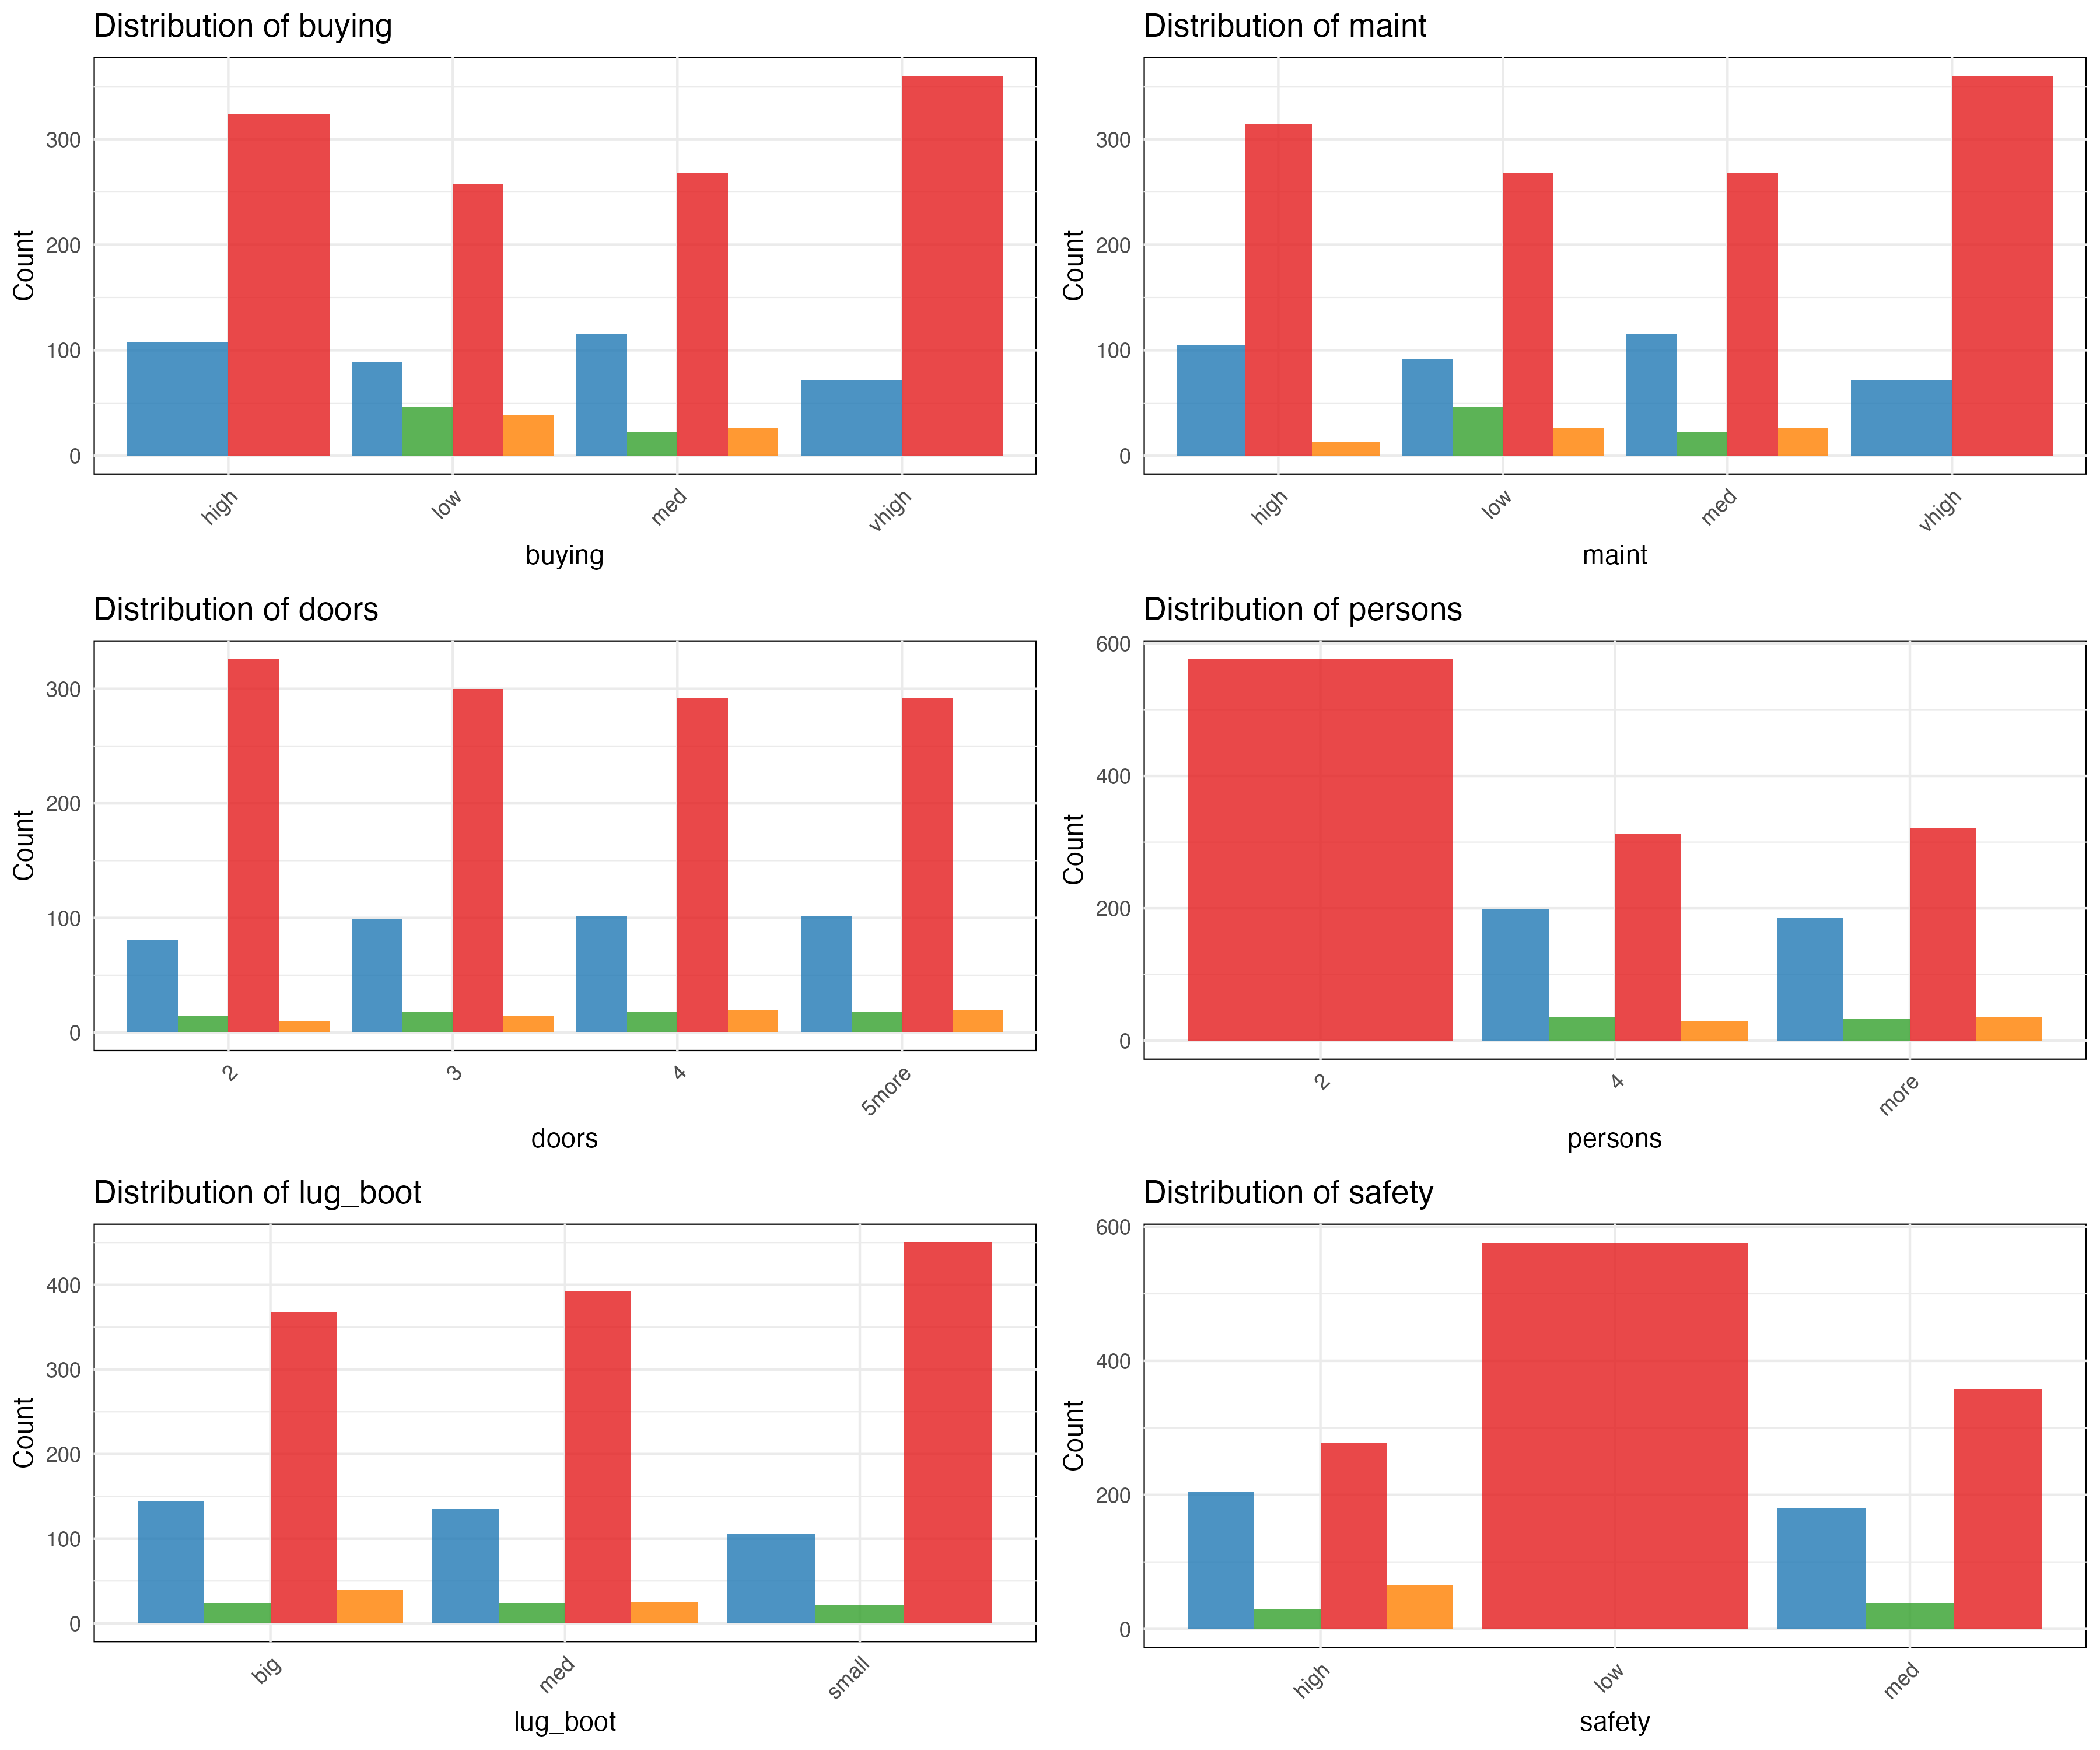 Distribution of buying
Count
300
200
100
0
high
low
med
vhigh
buying
Distribution of maint
Count
300
200
100
0
high
low
med
vhigh
maint
Distribution of doors
Count
300
200
100
0
2
3
4
5more
doors
Distribution of persons
Count
600
400
200
0
2
4
more
persons
Distribution of lug_boot
Count
400
300
200
100
0
big
med
small
lug_boot
Distribution of safety
Count
600
400
200
0
high
low
med
safety